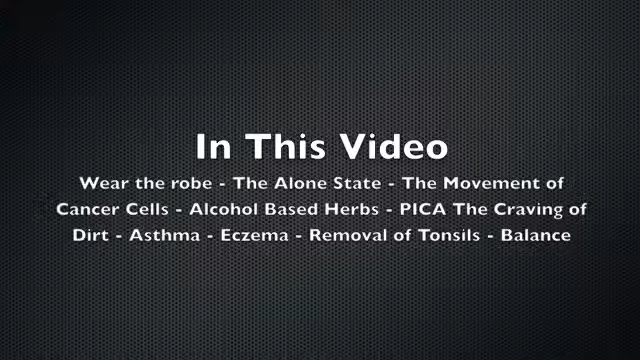 In This Video
Wear the robe - The Alone State - The Movement of
Cancer Cells - Alcohol Based Herbs - PICA The Craving of
Dirt - Asthma - Eczema - Removal of Tonsils - Balance